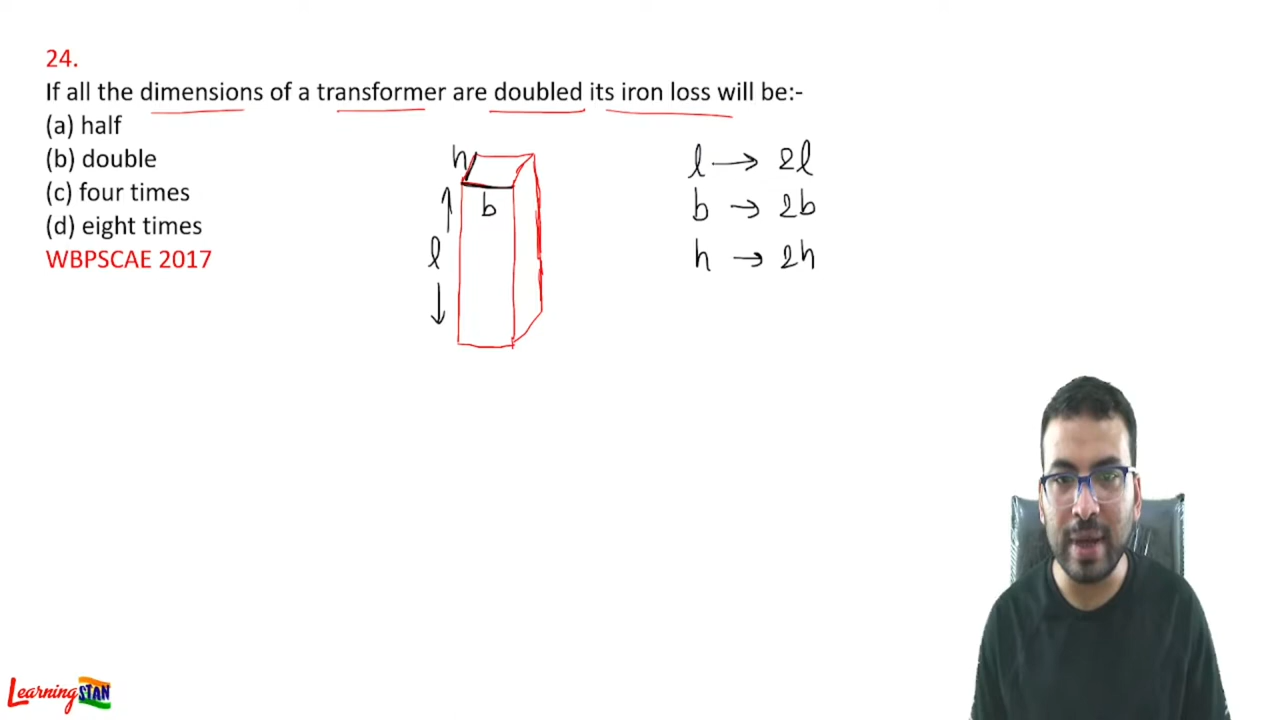 24.
If all the dimensions of a transformer are doubled its iron loss will be:-
(a) half
(b) double
(c) four times
(d) eight times
WBPSCAE 2017
h
b
l
l → 2l
b → 2b
h → 2h
LearningSTAN